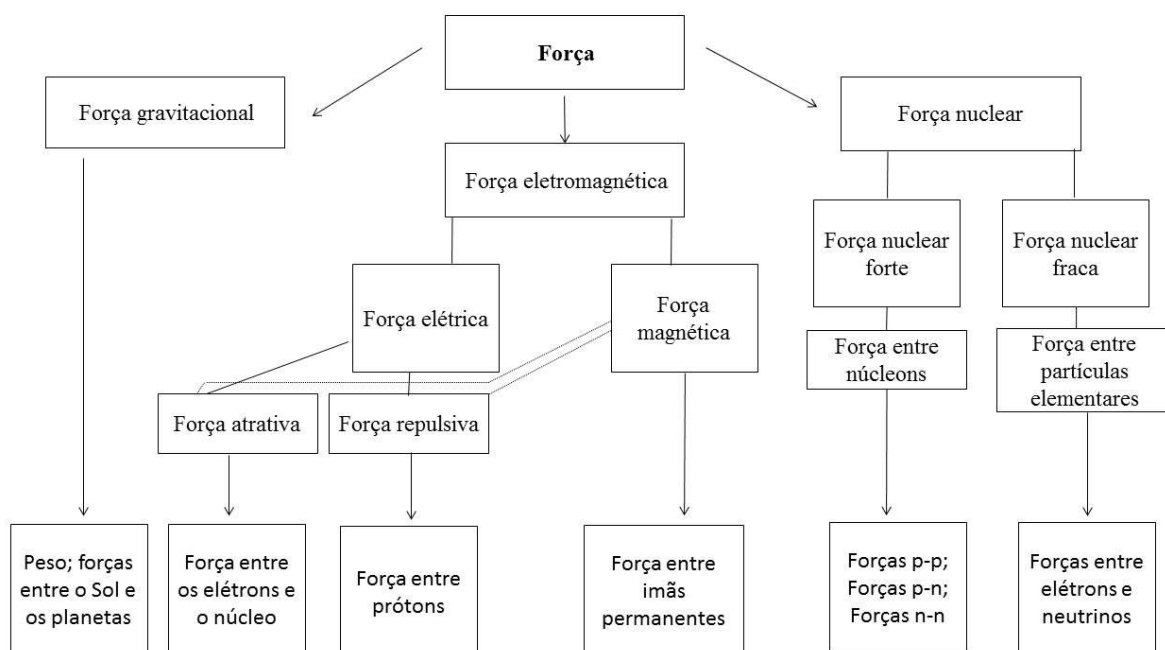 Força
Força gravitacional
Força nuclear
Força eletromagnética
Força nuclear
forte
Força nuclear
fraca
Força elétrica
Força
magnética
Força entre
núcleons
Força entre
partículas
elementares
Força atrativa
Força repulsiva
Peso; forças
entre o Sol e
os planetas
Força entre
os elétrons e
o núcleo
Força entre
prótons
Força entre
imãs
permanentes
Forças p-p;
Forças p-n;
Forças n-n
Forças entre
elétrons e
neutrinos